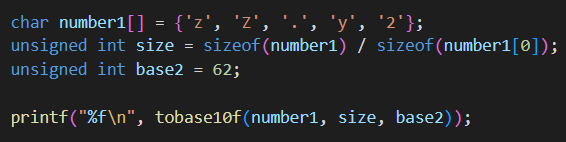 char number1[] = {'z', 'Z', '.', 'y', '2'};
unsigned int size = sizeof(number1) / sizeof(number1[0]);
unsigned int base2 = 62;
printf("%f\n", tobase10f(number1, size, base2));